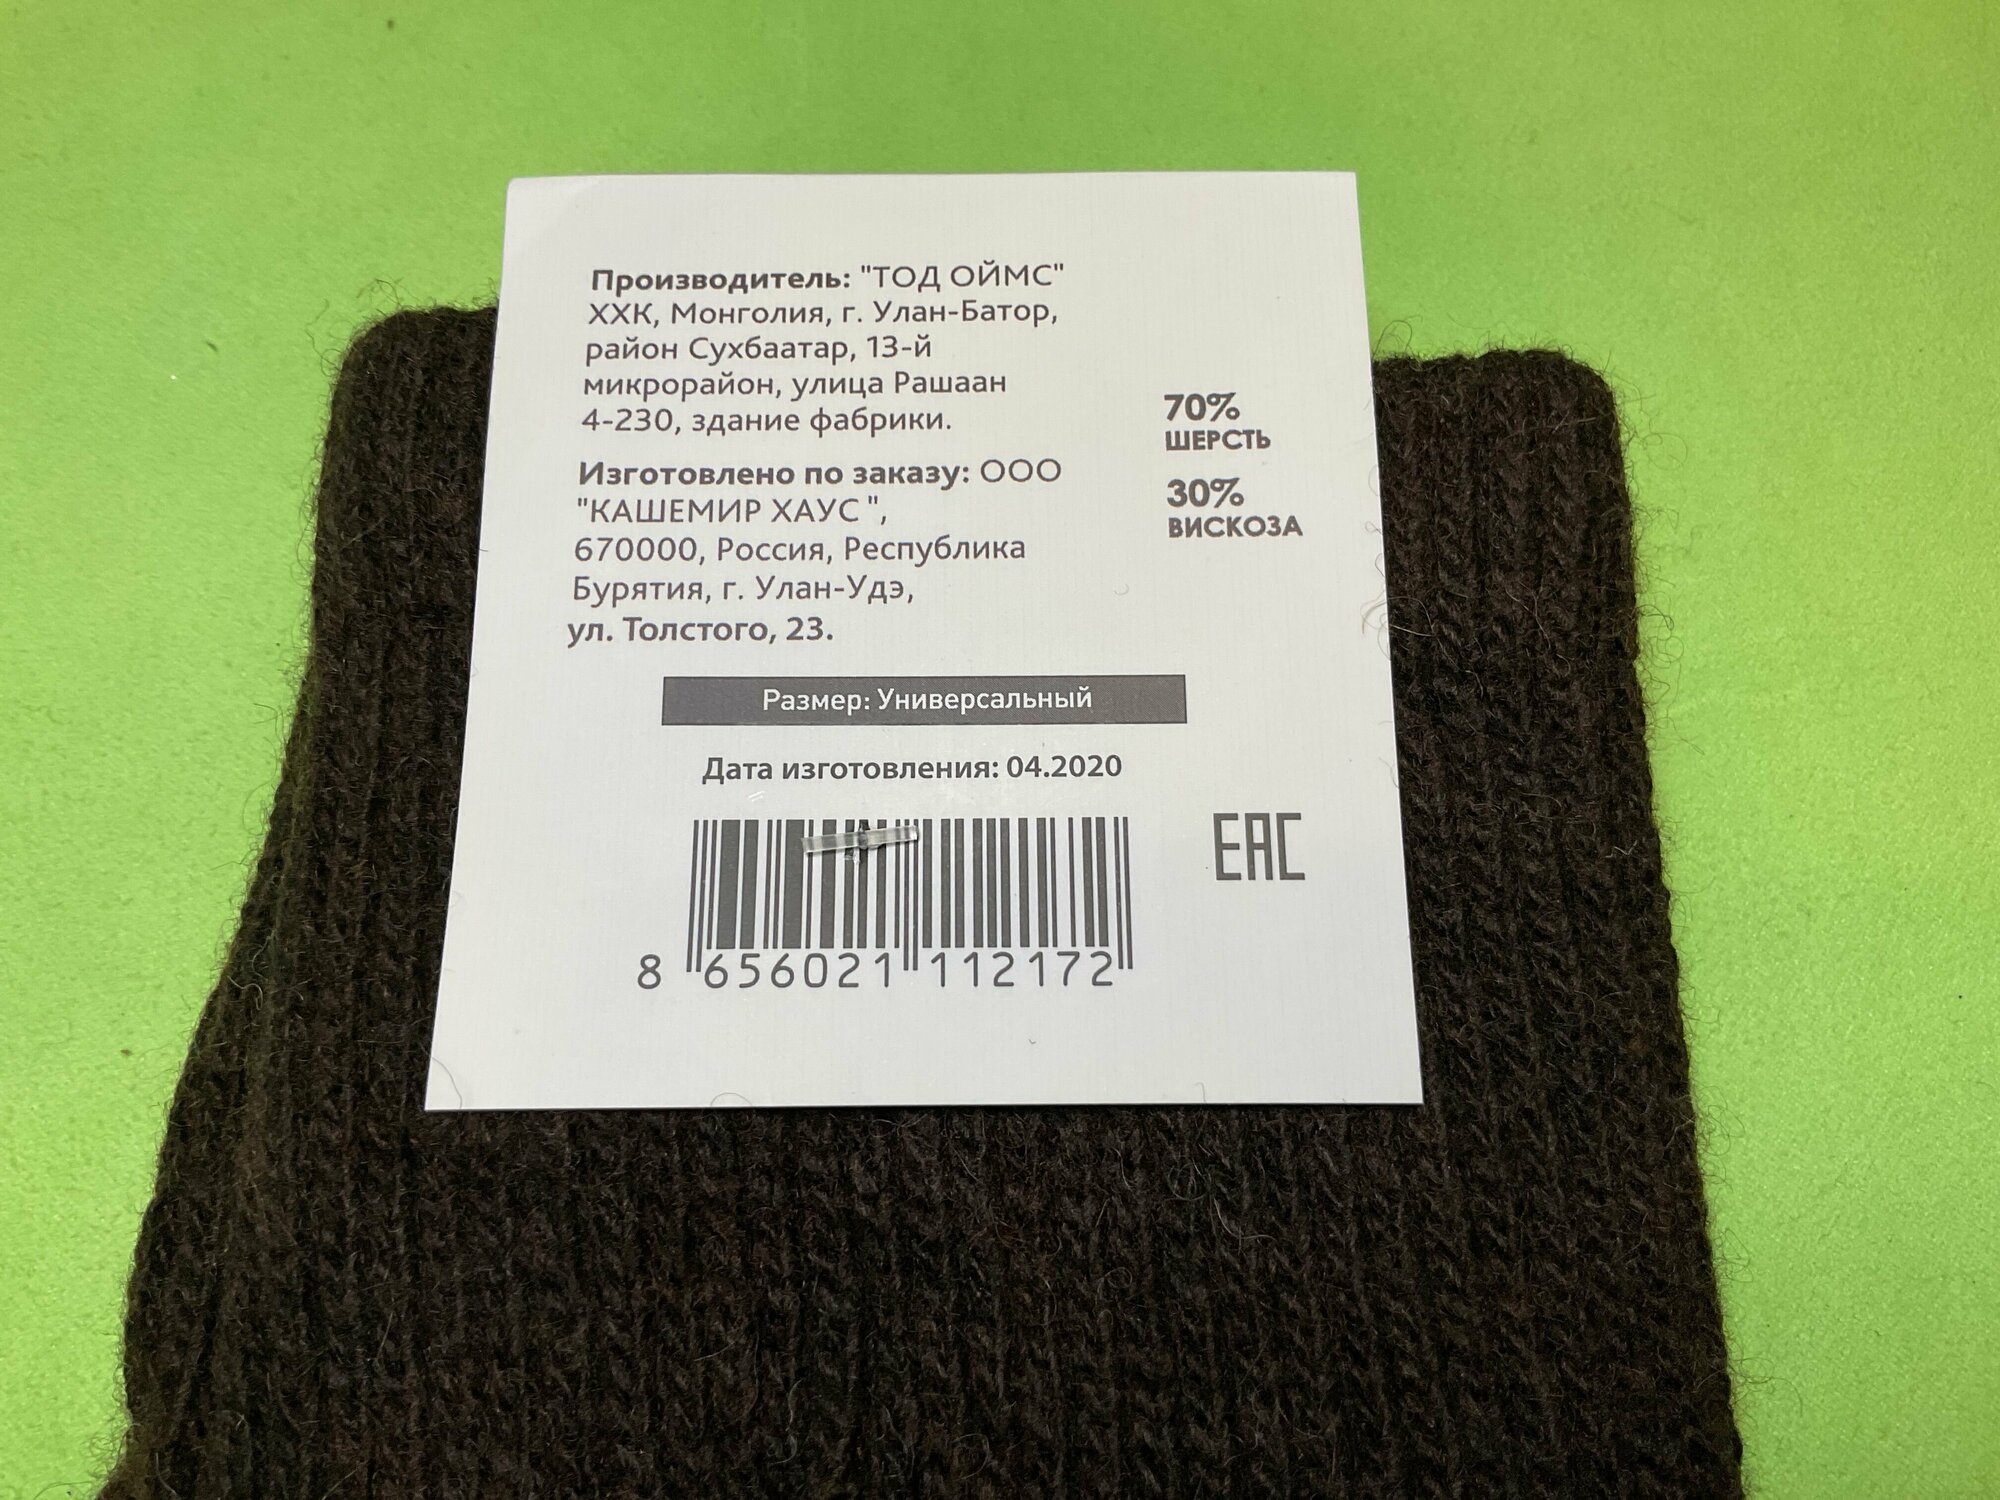 Производитель: "ТОД ОЙМС"
ХХК, Монголия, г. Улан-Батор,
район Сухбаатар, 13-й
микрорайон, улица Рашаан
4-230, здание фабрики.
Изготовлено по заказу: ООО
"КАШЕМИР ХАУС ",
670000, Россия, Республика
Бурятия, г. Улан-Удэ,
ул. Толстого, 23.
70%
ШЕРСТЬ
30%
ВИСКОЗА
Размер: Универсальный
Дата изготовления: 04.2020
EAC
8 656021 112172